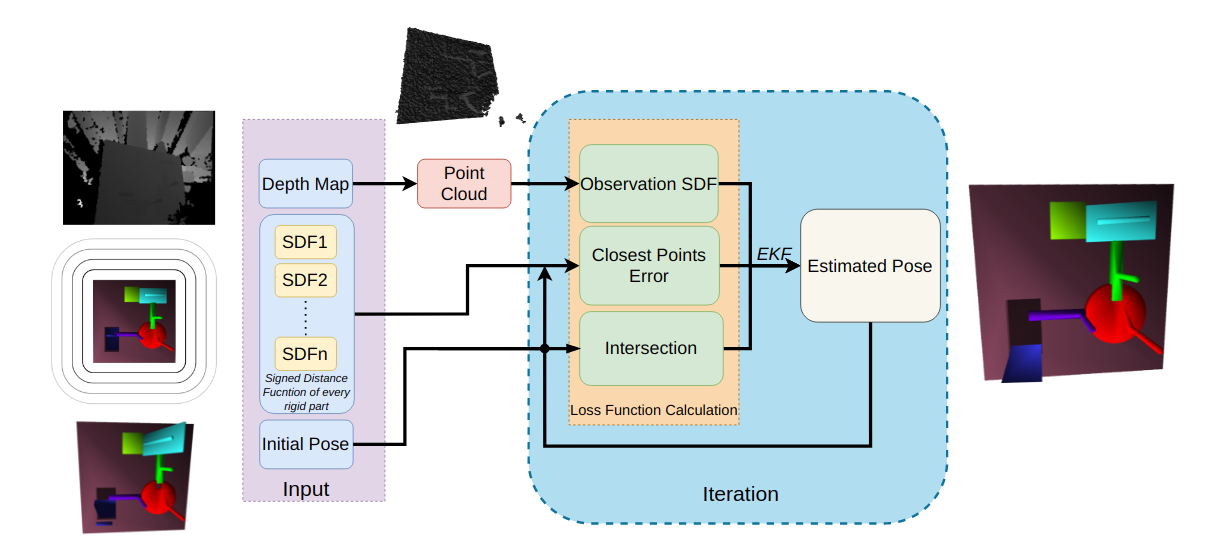 Depth Map
Point
Cloud
Observation SDF
SDF1
SDF2
SDFn
Signed Distance
Fucntion of every
rigid part
Closest Points
Error
EKF
Estimated Pose
Intersection
Loss Function Calculation
Initial Pose
Input
Iteration